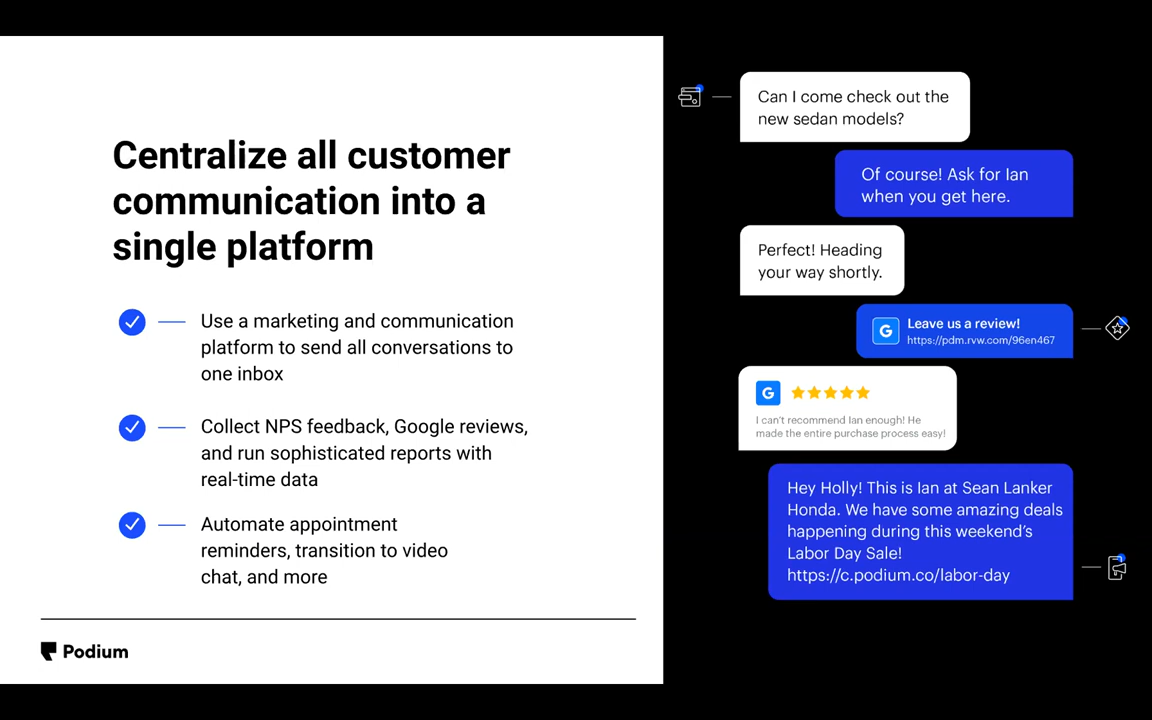 Centralize all customer
communication into a
single platform
Use a marketing and communication
platform to send all conversations to
one inbox
Collect NPS feedback, Google reviews,
and run sophisticated reports with
real-time data
Automate appointment
reminders, transition to video
chat, and more
Podium
Can I come check out the
new sedan models?
Of course! Ask for Ian
when you get here.
Perfect! Heading
your way shortly.
G
Leave us a review!
https://pdm.rvw.com/96en467
G
I can't recommend Ian enough! He
made the entire purchase process easy!
Hey Holly! This is Ian at Sean Lanker
Honda. We have some amazing deals
happening during this weekend's
Labor Day Sale!
https://c.podium.co/labor-day